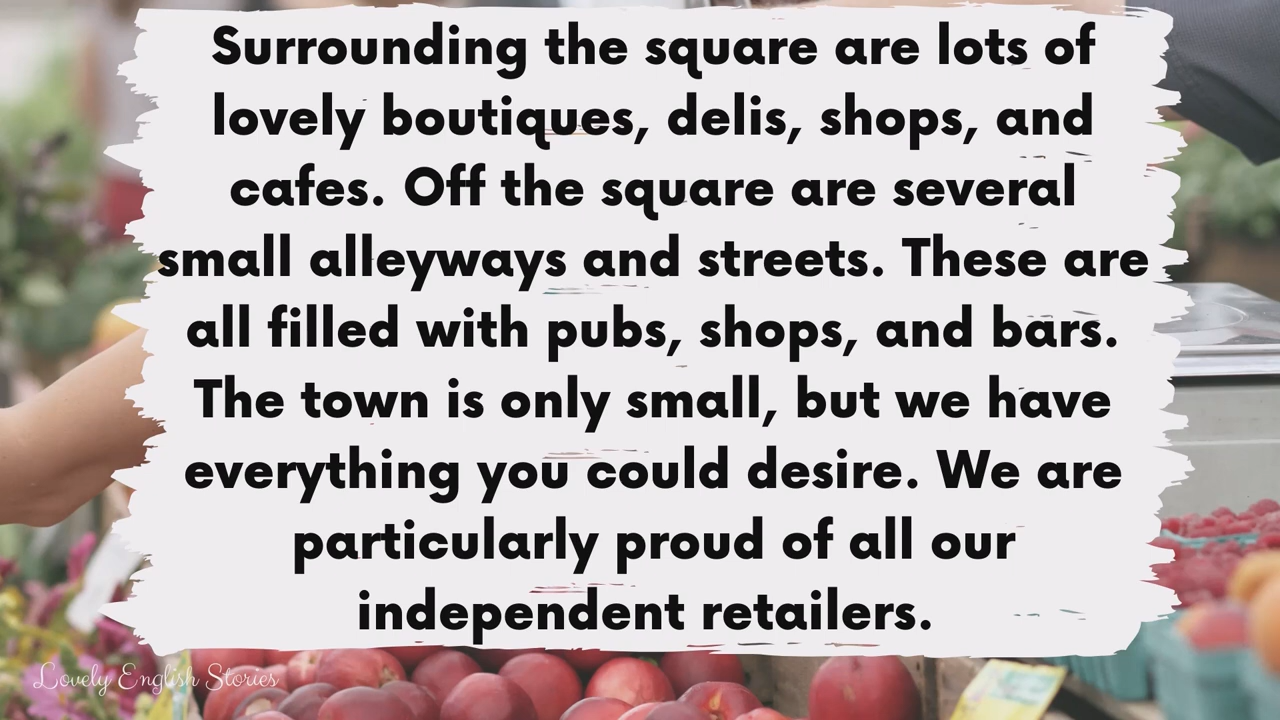 Surrounding the square are lots of
lovely boutiques, delis, shops, and
cafes. Off the square are several
small alleyways and streets. These are
all filled with pubs, shops, and bars.
The town is only small, but we have
everything you could desire. We are
particularly proud of all our
independent retailers.
Lovely English Stories